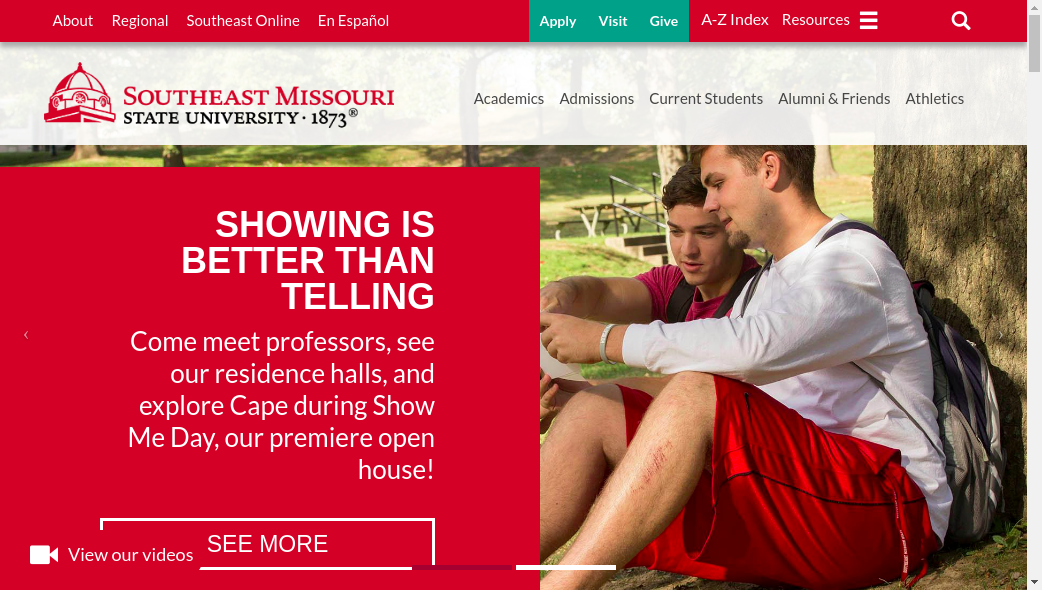 About Regional Southeast Online En Español Apply Visit Give A-Z Index Resources
SOUTHEAST MISSOURI
STATE UNIVERSITY · 1873®
Academics Admissions Current Students Alumni & Friends Athletics
SHOWING IS
BETTER THAN
TELLING
Come meet professors, see
our residence halls, and
explore Cape during Show
Me Day, our premiere open
house!
SEE MORE
View our videos